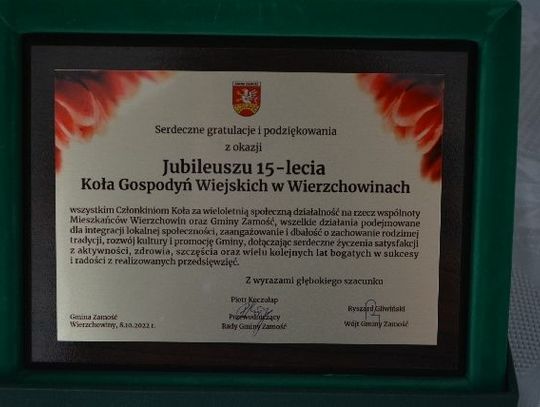 Serdeczne gratulacje i podziękowania
z okazji
Jubileuszu 15-lecia
Koła Gospodyń Wiejskich w Wierzchowinach
wszystkim Członkiniom Koła za wieloletnią społeczną działalność na rzecz wspólnoty
Mieszkańców Wierzchowin oraz Gminy Zamość, wszelkie działania podejmowane
dla integracji lokalnej społeczności, zaangażowanie i dbałość o zachowanie rodzimej
tradycji, rozwój kultury i promocję Gminy, dołączając serdeczne życzenia satysfakcji
z aktywności, zdrowia, szczęścia oraz wielu kolejnych lat bogatych w sukcesy
i radości z realizowanych przedsięwzięć.
Z wyrazami głębokiego szacunku
Gmina Zamość
Wierzchowiny, 8.10.2022 r.
Piotr Koczołap
Przewodniczący
Rady Gminy Zamość
Ryszard Gliwiński
Wójt Gminy Zamość